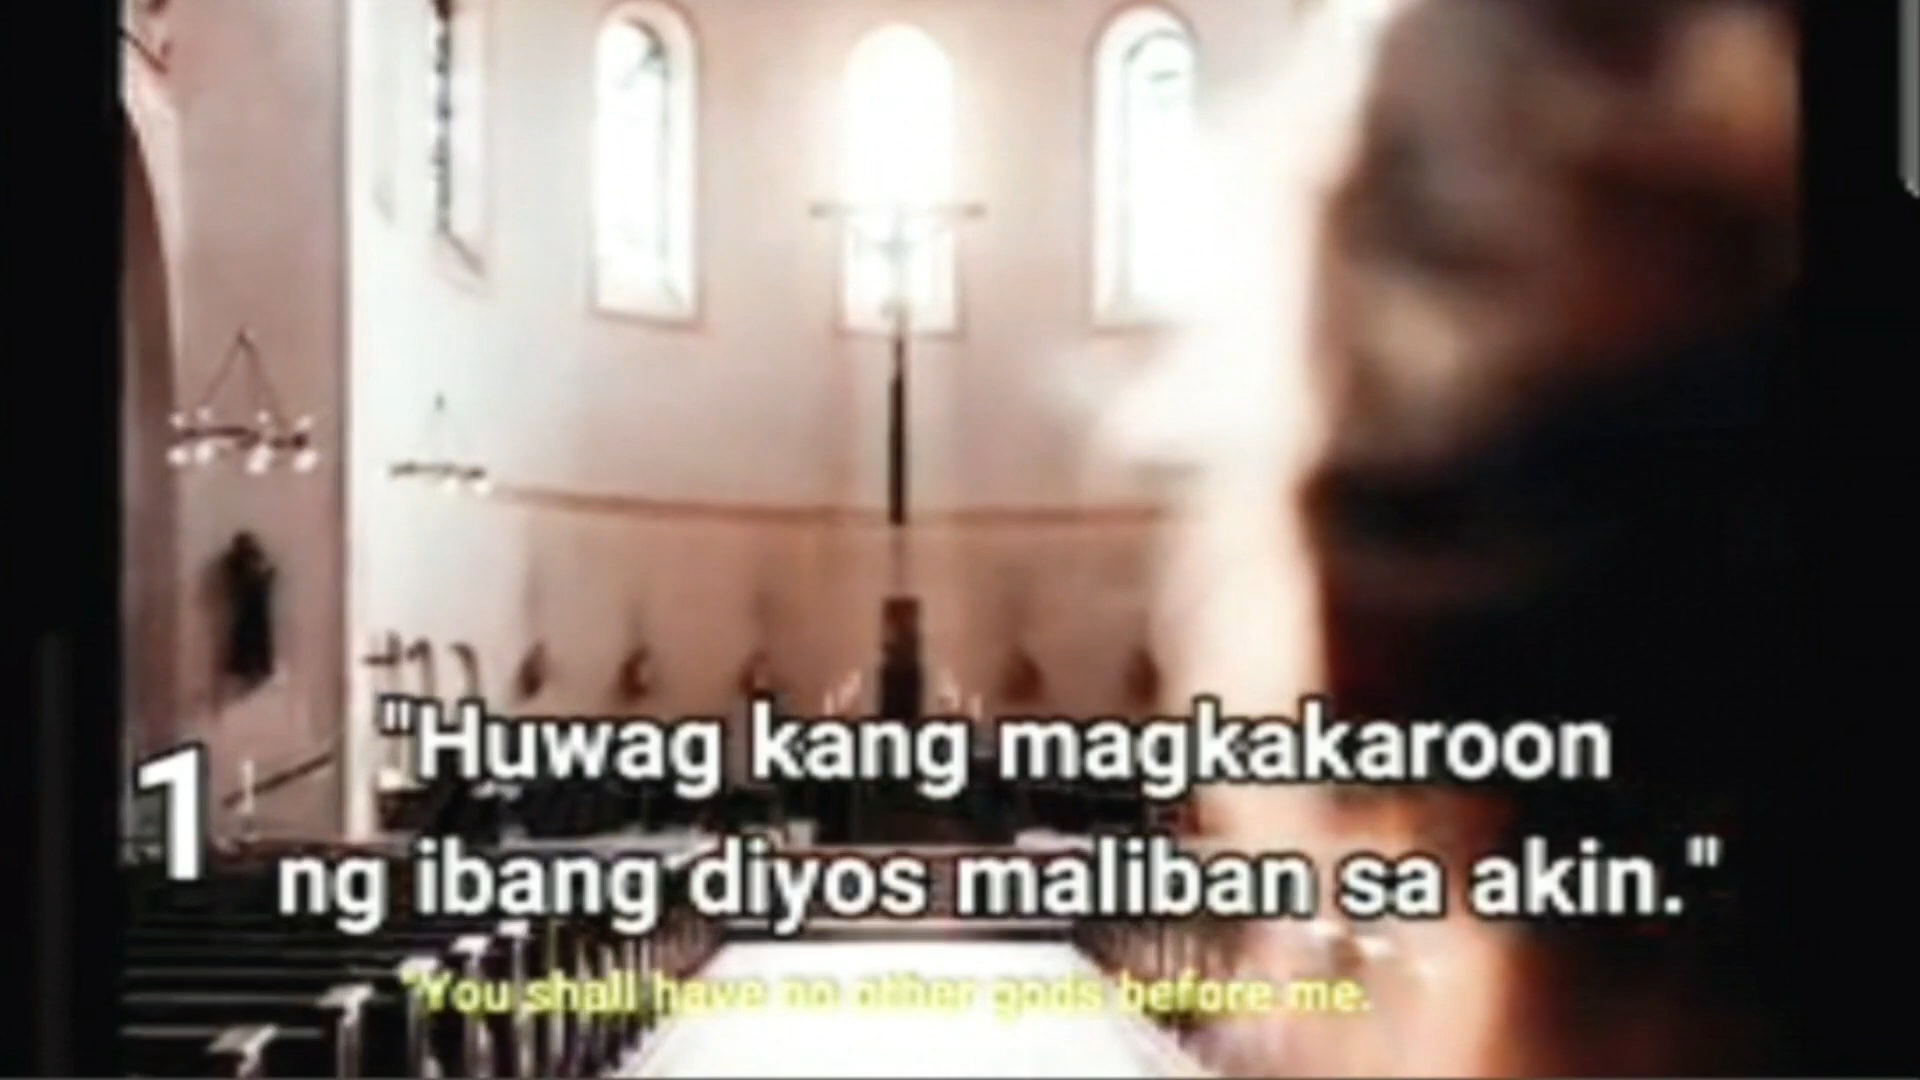 "Huwag kang magkakaroon
1 ng ibang diyos maliban sa akin."
"You shall have no other gods before me.